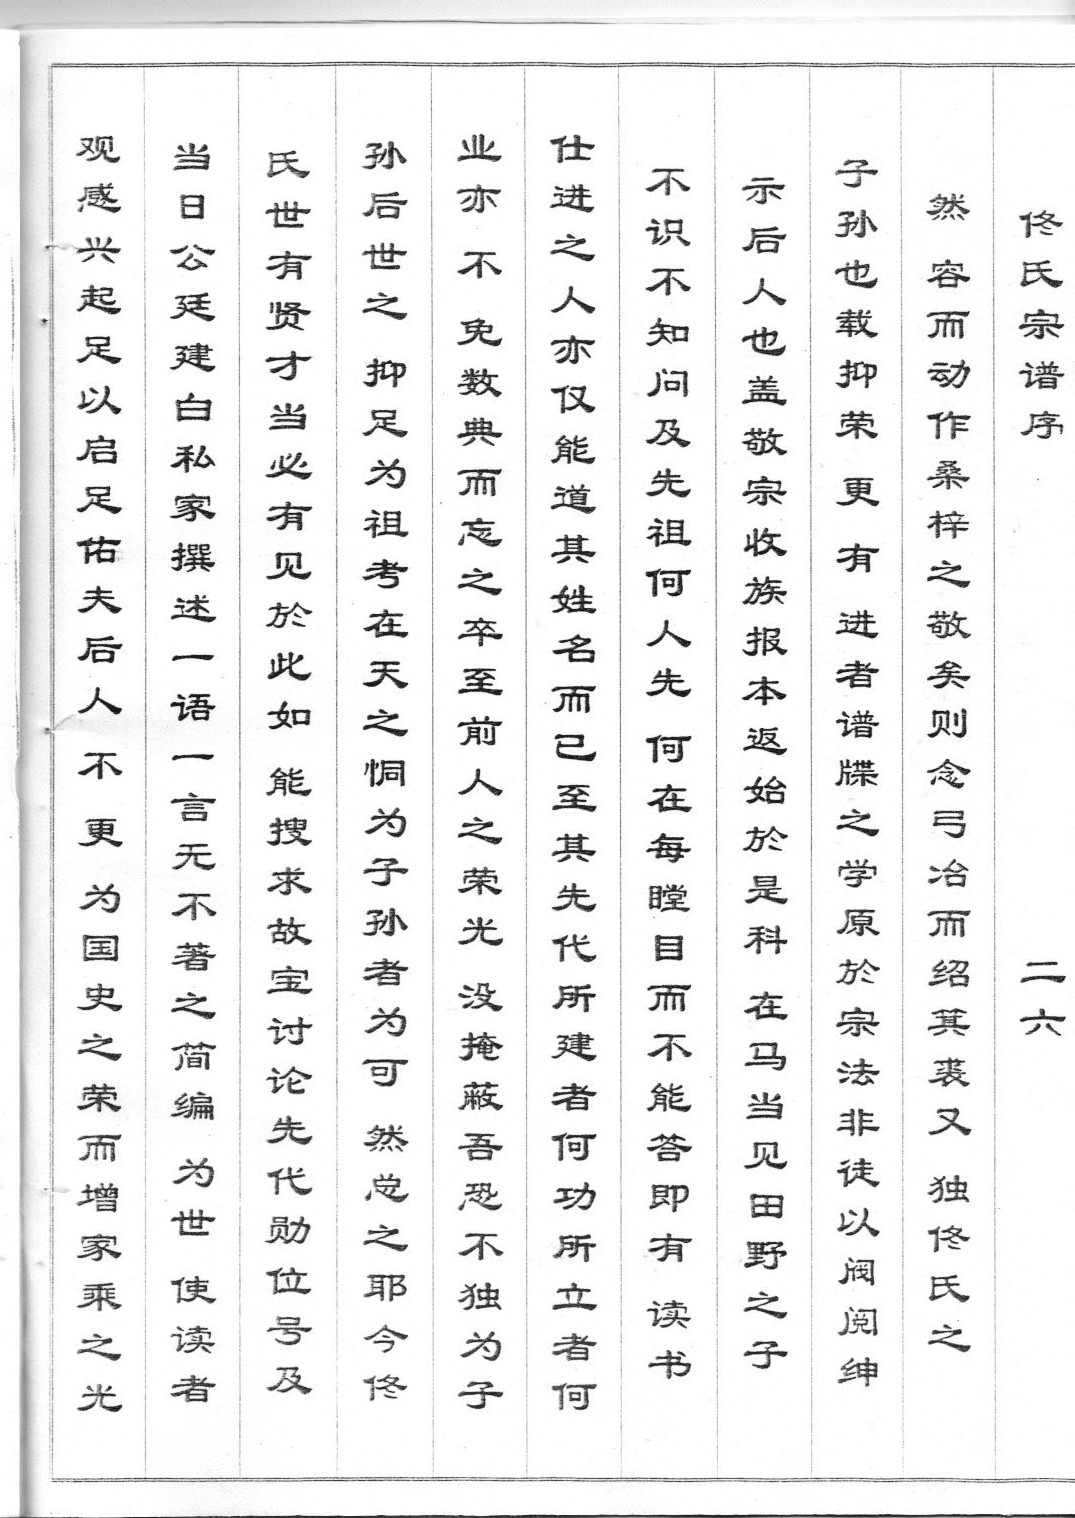 佟氏宗谱序 二六
然 容而动作桑梓之敬矣则念弓冶而绍箕裘又 独佟氏之
子孙也载抑荣 更 有 进者谱牒之学原於宗法非徒以阀阅绅
示后人也盖敬宗收族报本返始於是科 在马当见田野之子
不识不知问及先祖何人先 何在每瞠目而不能答即有 读书
仕进之人亦仅能道其姓名而已至其先代所建者何功所立者何
业亦不 免数典而忘之卒至前人之荣光 没掩蔽吾恐不独为子
孙后世之 抑足为祖考在天之恫为子孙者为可 然总之耶今佟
氏世有贤才当必有见於此如 能搜求故宝讨论先代勋位号及
当日公廷建白私家撰述一语一言无不著之简编 为世 使读者
观感兴起足以启足佑夫后人 不 更 为国史之荣而增家乘之光